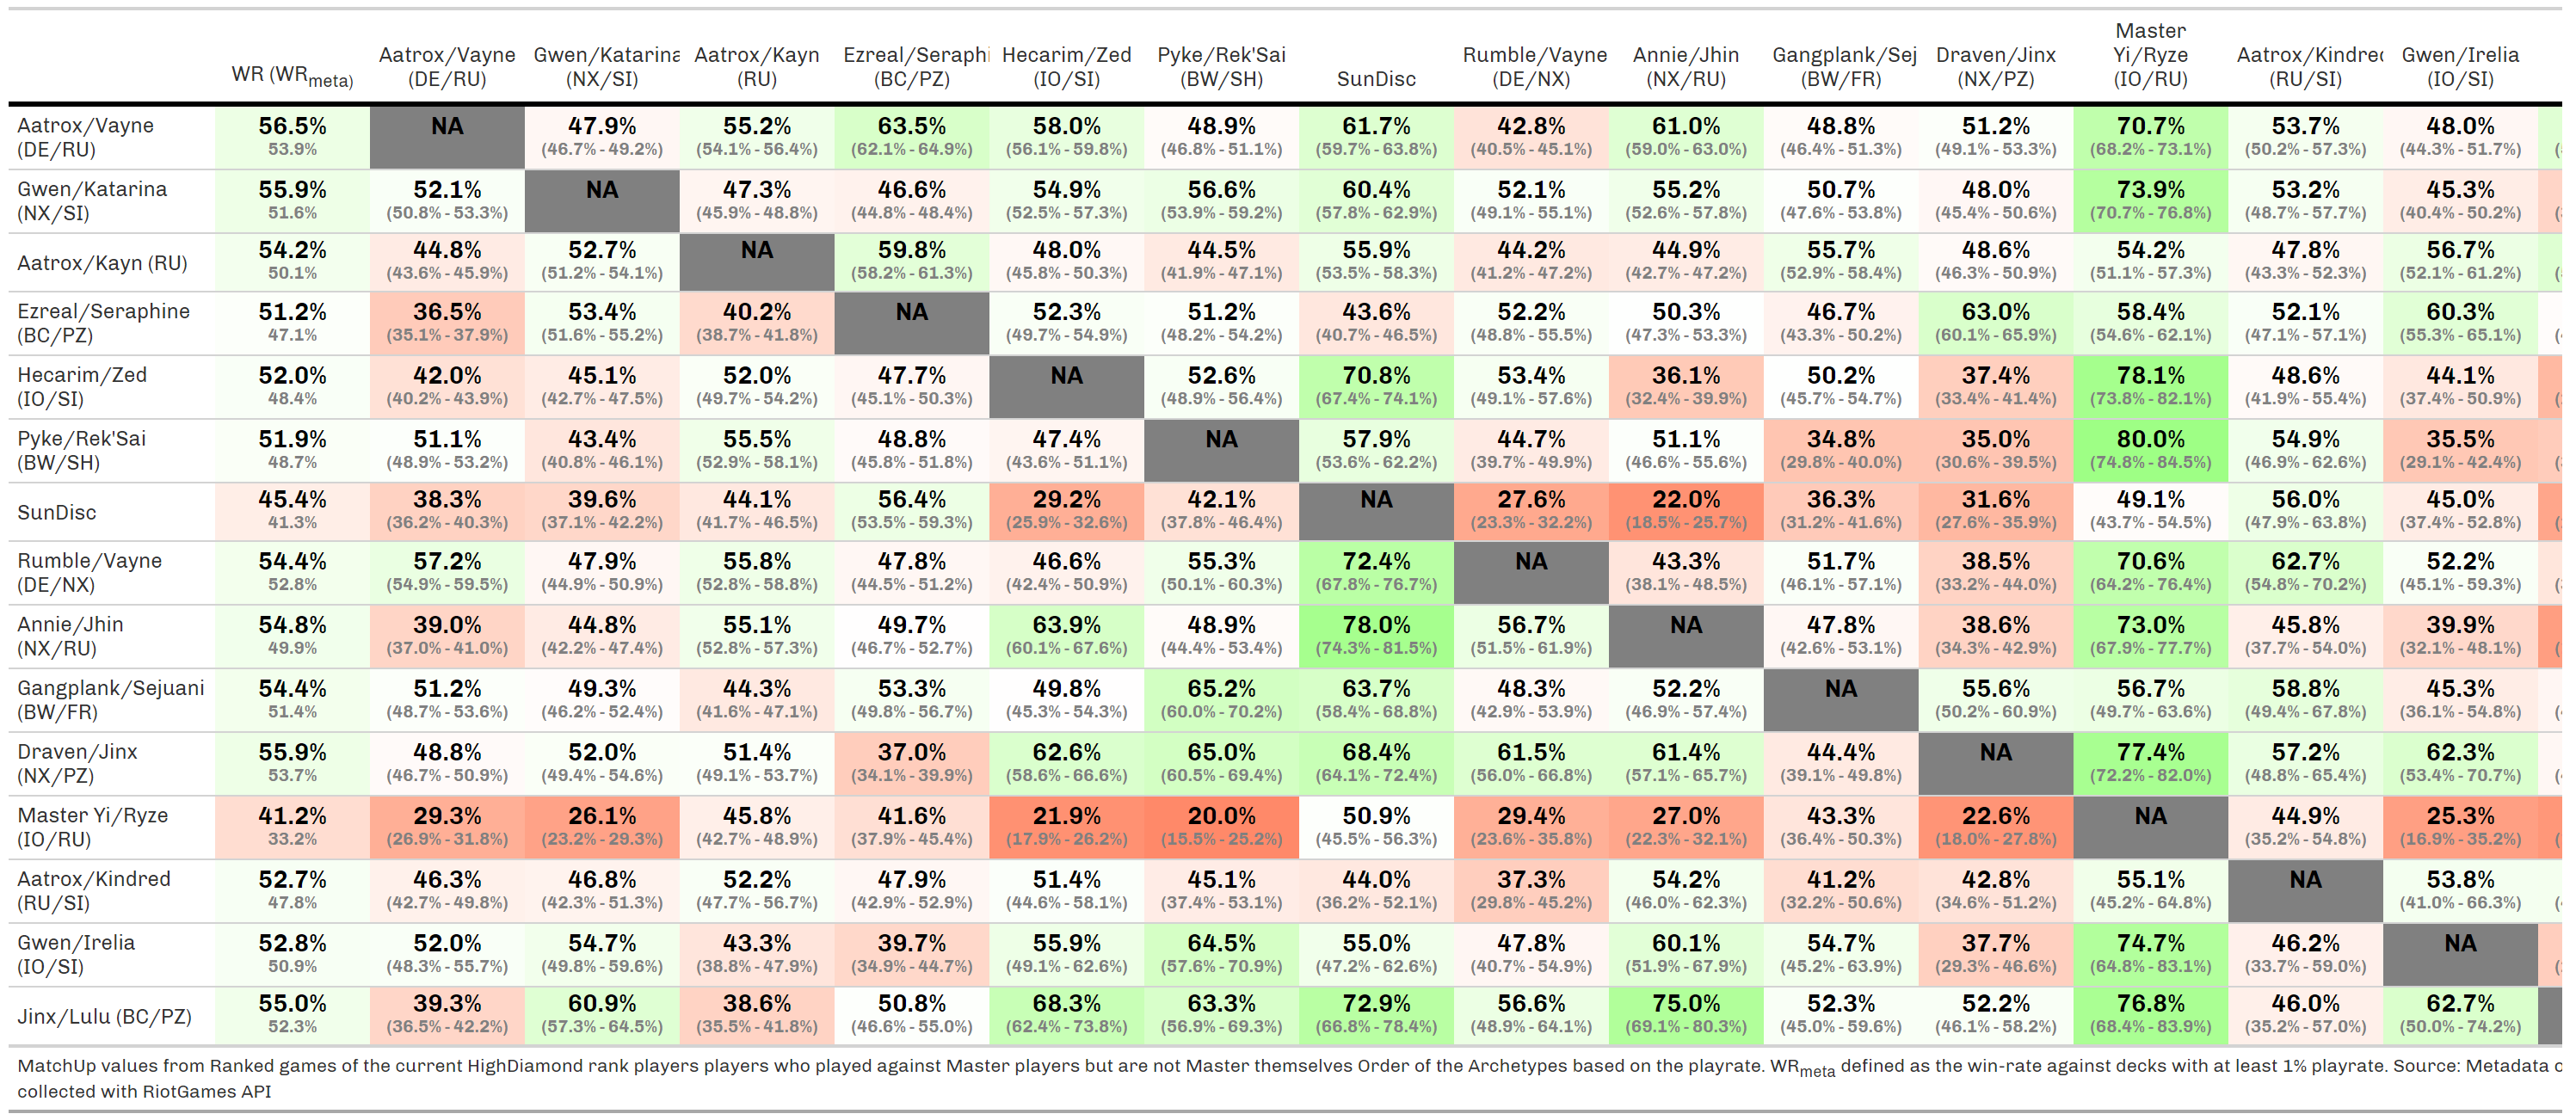 WR (WRmeta) Aatrox/Vayne (DE/RU) Gwen/Katarina (NX/SI) Aatrox/Kayn (RU) Ezreal/Seraphi (BC/PZ) Hecarim/Zed (IO/SI) Pyke/Rek'Sai (BW/SH) SunDisc Rumble/Vayne (DE/NX) Annie/Jhin (NX/RU) Gangplank/Sej (BW/FR) Draven/Jinx (NX/PZ) Master Yi/Ryze (IO/RU) Aatrox/Kindred (RU/SI) Gwen/Irelia (IO/SI)
Aatrox/Vayne 56.5% NA 47.9% 55.2% 63.5% 58.0% 48.9% 61.7% 42.8% 61.0% 48.8% 51.2% 70.7% 53.7% 48.0%
(DE/RU) 53.9% (46.7% - 49.2%) (54.1% - 56.4%) (62.1% - 64.9%) (56.1% - 59.8%) (46.8% - 51.1%) (59.7% - 63.8%) (40.5% - 45.1%) (59.0% - 63.0%) (46.4% - 51.3%) (49.1% - 53.3%) (68.2% - 73.1%) (50.2% - 57.3%) (44.3% - 51.7%)
Gwen/Katarina 55.9% 52.1% NA 47.3% 46.6% 54.9% 56.6% 60.4% 52.1% 55.2% 50.7% 48.0% 73.9% 53.2% 45.3%
(NX/SI) 51.6% (50.8% - 53.3%) (45.9% - 48.8%) (44.8% - 48.4%) (52.5% - 57.3%) (53.9% - 59.2%) (57.8% - 62.9%) (49.1% - 55.1%) (52.6% - 57.8%) (47.6% - 53.8%) (45.4% - 50.6%) (70.7% - 76.8%) (48.7% - 57.7%) (40.4% - 50.2%)
Aatrox/Kayn (RU) 54.2% 44.8% 52.7% NA 59.8% 48.0% 44.5% 55.9% 44.2% 44.9% 55.7% 48.6% 54.2% 47.8% 56.7%
50.1% (43.6% - 45.9%) (51.2% - 54.1%) (58.2% - 61.3%) (45.8% - 50.3%) (41.9% - 47.1%) (53.5% - 58.3%) (41.2% - 47.2%) (42.7% - 47.2%) (52.9% - 58.4%) (46.3% - 50.9%) (51.1% - 57.3%) (43.3% - 52.3%) (52.1% - 61.2%)
Ezreal/Seraphine 51.2% 36.5% 53.4% 40.2% NA 52.3% 51.2% 43.6% 52.2% 50.3% 46.7% 63.0% 58.4% 52.1% 60.3%
(BC/PZ) 47.1% (35.1% - 37.9%) (51.6% - 55.2%) (38.7% - 41.8%) (49.7% - 54.9%) (48.2% - 54.2%) (40.7% - 46.5%) (48.8% - 55.5%) (47.3% - 53.3%) (43.3% - 50.2%) (60.1% - 65.9%) (54.6% - 62.1%) (47.1% - 57.1%) (55.3% - 65.1%)
Hecarim/Zed 52.0% 42.0% 45.1% 52.0% 47.7% NA 52.6% 70.8% 53.4% 36.1% 50.2% 37.4% 78.1% 48.6% 44.1%
(IO/SI) 48.4% (40.2% - 43.9%) (42.7% - 47.5%) (49.7% - 54.2%) (45.1% - 50.3%) (48.9% - 56.4%) (67.4% - 74.1%) (49.1% - 57.6%) (32.4% - 39.9%) (45.7% - 54.7%) (33.4% - 41.4%) (73.8% - 82.1%) (41.9% - 55.4%) (37.4% - 50.9%)
Pyke/Rek'Sai 51.9% 51.1% 43.4% 55.5% 48.8% 47.4% NA 57.9% 44.7% 51.1% 34.8% 35.0% 80.0% 54.9% 35.5%
(BW/SH) 48.7% (48.9% - 53.2%) (40.8% - 46.1%) (52.9% - 58.1%) (45.8% - 51.8%) (43.6% - 51.1%) (53.6% - 62.2%) (39.7% - 49.9%) (46.6% - 55.6%) (29.8% - 40.0%) (30.6% - 39.5%) (74.8% - 84.5%) (46.9% - 62.6%) (29.1% - 42.4%)
SunDisc 45.4% 38.3% 39.6% 44.1% 56.4% 29.2% 42.1% NA 27.6% 22.0% 36.3% 31.6% 49.1% 56.0% 45.0%
41.3% (36.2% - 40.3%) (37.1% - 42.2%) (41.7% - 46.5%) (53.5% - 59.3%) (25.9% - 32.6%) (37.8% - 46.4%) (23.3% - 32.2%) (18.5% - 25.7%) (31.2% - 41.6%) (27.6% - 35.9%) (43.7% - 54.5%) (47.9% - 63.8%) (37.4% - 52.8%)
Rumble/Vayne 54.4% 57.2% 47.9% 55.8% 47.8% 46.6% 55.3% 72.4% NA 43.3% 51.7% 38.5% 70.6% 62.7% 52.2%
(DE/NX) 52.8% (54.9% - 59.5%) (44.9% - 50.9%) (52.8% - 58.8%) (44.5% - 51.2%) (42.4% - 50.9%) (50.1% - 60.3%) (67.8% - 76.7%) (38.1% - 48.5%) (46.1% - 57.1%) (33.2% - 44.0%) (64.2% - 76.4%) (54.8% - 70.2%) (45.1% - 59.3%)
Annie/Jhin 54.8% 39.0% 44.8% 55.1% 49.7% 63.9% 48.9% 78.0% 56.7% NA 47.8% 38.6% 73.0% 45.8% 39.9%
(NX/RU) 49.9% (37.0% - 41.0%) (42.2% - 47.4%) (52.8% - 57.3%) (46.7% - 52.7%) (60.1% - 67.6%) (44.4% - 53.4%) (74.3% - 81.5%) (51.5% - 61.9%) (42.6% - 53.1%) (34.3% - 42.9%) (67.9% - 77.7%) (37.7% - 54.0%) (32.1% - 48.1%)
Gangplank/Sejuani 54.4% 51.2% 49.3% 44.3% 53.3% 49.8% 65.2% 63.7% 48.3% 52.2% NA 55.6% 56.7% 58.8% 45.3%
(BW/FR) 51.4% (48.7% - 53.6%) (46.2% - 52.4%) (41.6% - 47.1%) (49.8% - 56.7%) (45.3% - 54.3%) (60.0% - 70.2%) (58.4% - 68.8%) (42.9% - 53.9%) (46.9% - 57.4%) (50.2% - 60.9%) (49.7% - 63.6%) (49.4% - 67.8%) (36.1% - 54.8%)
Draven/Jinx 55.9% 48.8% 52.0% 51.4% 37.0% 62.6% 65.0% 68.4% 61.5% 61.4% 44.4% NA 77.4% 57.2% 62.3%
(NX/PZ) 53.7% (46.7% - 50.9%) (49.4% - 54.6%) (49.1% - 53.7%) (34.1% - 39.9%) (58.6% - 66.6%) (60.5% - 69.4%) (64.1% - 72.4%) (56.0% - 66.8%) (57.1% - 65.7%) (39.1% - 49.8%) (72.2% - 82.0%) (48.8% - 65.4%) (53.4% - 70.7%)
Master Yi/Ryze 41.2% 29.3% 26.1% 45.8% 41.6% 21.9% 20.0% 50.9% 29.4% 27.0% 43.3% 22.6% NA 44.9% 25.3%
(IO/RU) 33.2% (26.9% - 31.8%) (23.2% - 29.3%) (42.7% - 48.9%) (37.9% - 45.4%) (17.9% - 26.2%) (15.5% - 25.2%) (45.5% - 56.3%) (23.6% - 35.8%) (22.3% - 32.1%) (36.4% - 50.3%) (18.0% - 27.8%) (35.2% - 54.8%) (16.9% - 35.2%)
Aatrox/Kindred 52.7% 46.3% 46.8% 52.2% 47.9% 51.4% 45.1% 44.0% 37.3% 54.2% 41.2% 42.8% 55.1% NA 53.8%
(RU/SI) 47.8% (42.7% - 49.8%) (42.3% - 51.3%) (47.7% - 56.7%) (42.9% - 52.9%) (44.6% - 58.1%) (37.4% - 53.1%) (36.2% - 52.1%) (29.8% - 45.2%) (46.0% - 62.3%) (32.2% - 50.6%) (34.6% - 51.2%) (45.2% - 64.8%) (41.0% - 66.3%)
Gwen/Irelia 52.8% 52.0% 54.7% 43.3% 39.7% 55.9% 64.5% 55.0% 47.8% 60.1% 54.7% 37.7% 74.7% 46.2% NA
(IO/SI) 50.9% (48.3% - 55.7%) (49.8% - 59.6%) (38.8% - 47.9%) (34.9% - 44.7%) (49.1% - 62.6%) (57.6% - 70.9%) (47.2% - 62.6%) (40.7% - 54.9%) (51.9% - 67.9%) (45.2% - 63.9%) (29.3% - 46.6%) (64.8% - 83.1%) (33.7% - 59.0%)
Jinx/Lulu (BC/PZ) 55.0% 39.3% 60.9% 38.6% 50.8% 68.3% 63.3% 72.9% 56.6% 75.0% 52.3% 52.2% 76.8% 46.0% 62.7%
52.3% (36.5% - 42.2%) (57.3% - 64.5%) (35.5% - 41.8%) (46.6% - 55.0%) (62.4% - 73.8%) (56.9% - 69.3%) (66.8% - 78.4%) (48.9% - 64.1%) (69.1% - 80.3%) (45.0% - 59.6%) (46.1% - 58.2%) (68.4% - 83.9%) (35.2% - 57.0%) (50.0% - 74.2%)
MatchUp values from Ranked games of the current HighDiamond rank players players who played against Master players but are not Master themselves Order of the Archetypes based on the playrate. WRmeta defined as the win-rate against decks with at least 1% playrate. Source: Metadata
collected with RiotGames API